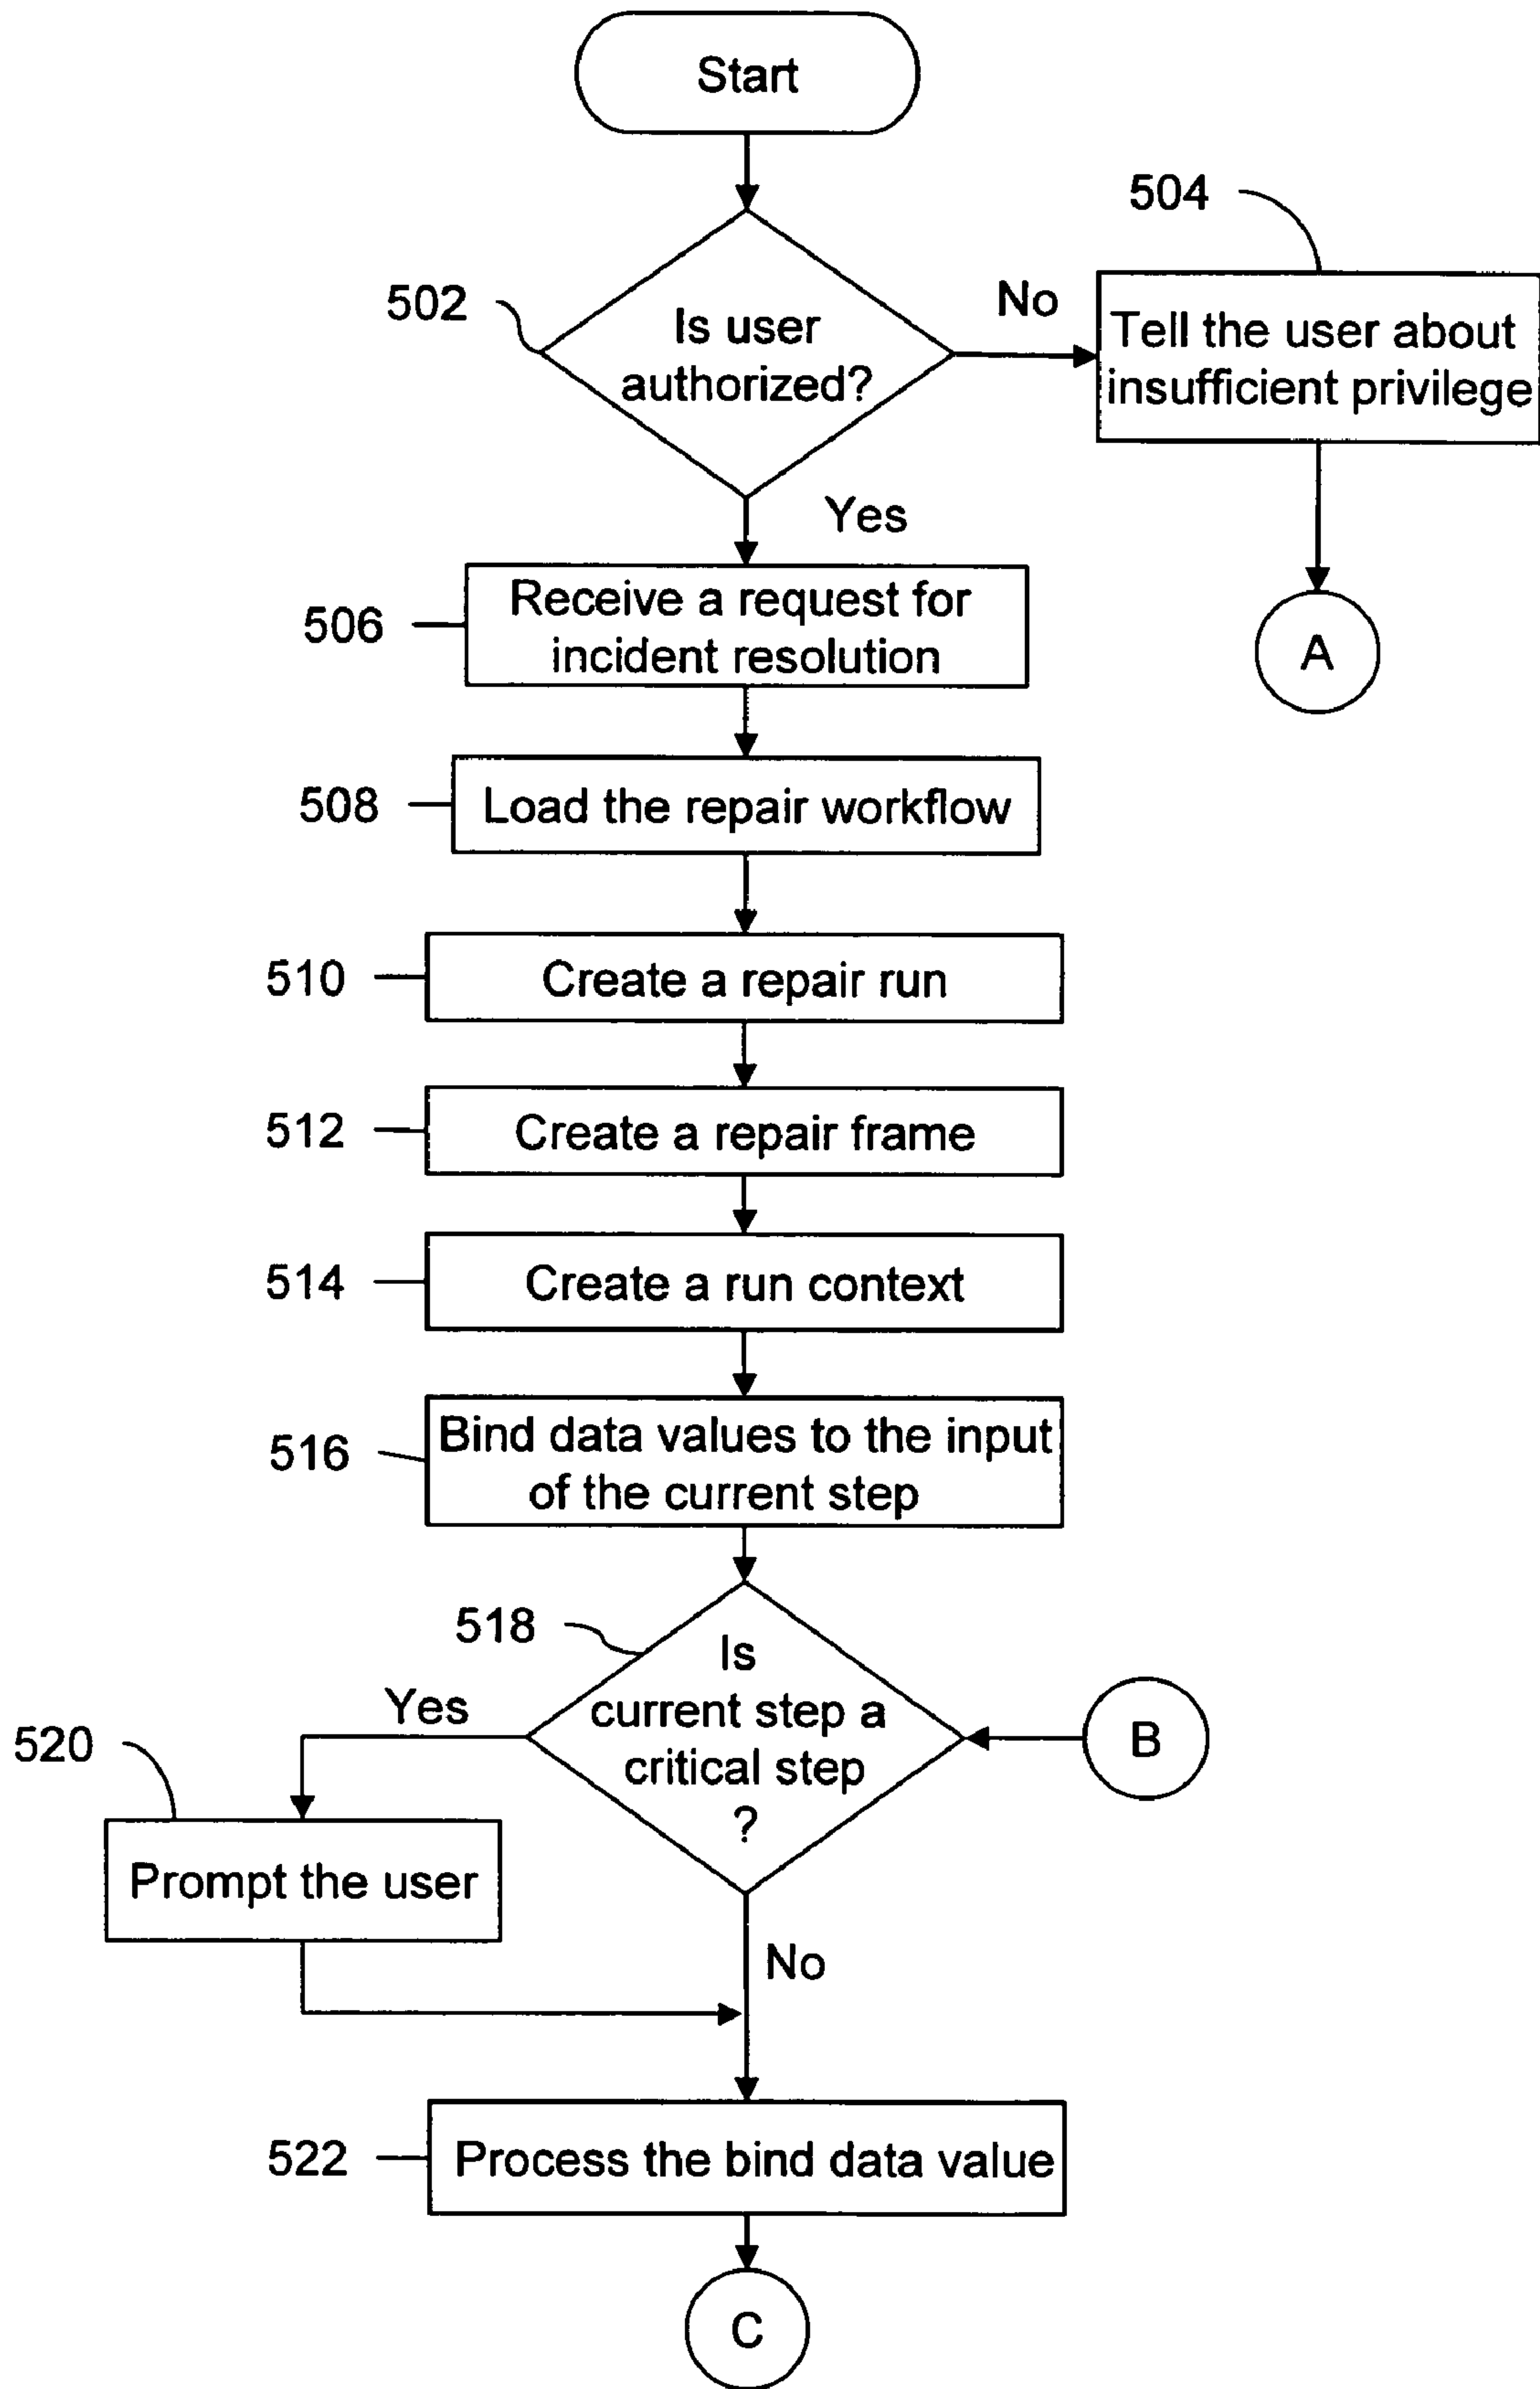 Start
504
502
Is user
authorized?
No
Tell the user about
insufficient privilege
Yes
506
Receive a request for
incident resolution
A
508
Load the repair workflow
510
Create a repair run
512
Create a repair frame
514
Create a run context
516
Bind data values to the input
of the current step
518
Is
current step a
critical step
?
Yes
B
520
Prompt the user
No
522
Process the bind data value
C